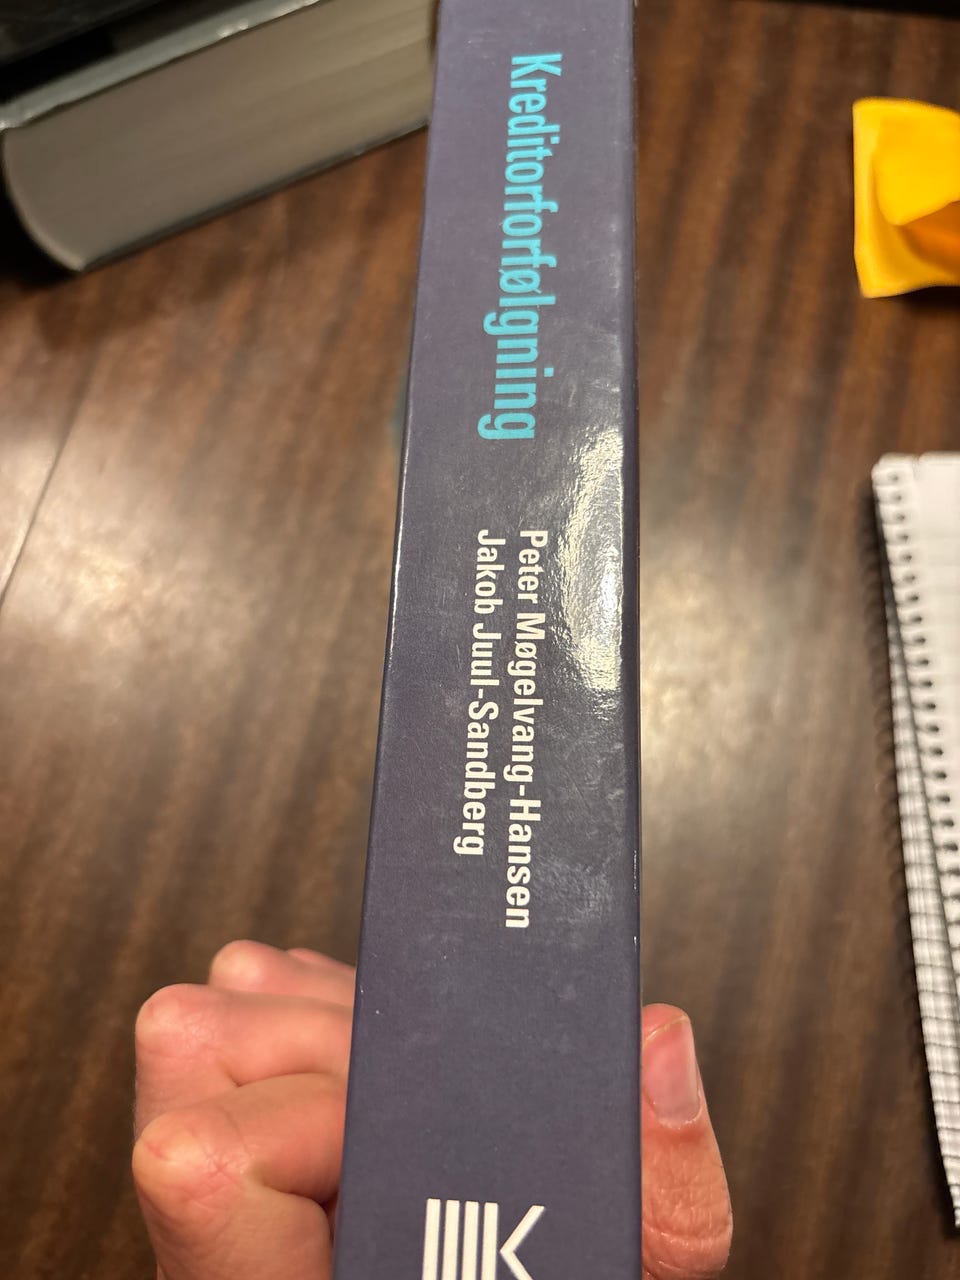 Kreditorforfølgning
Peter Møgelvang-Hansen
Jakob Juul-Sandberg
K